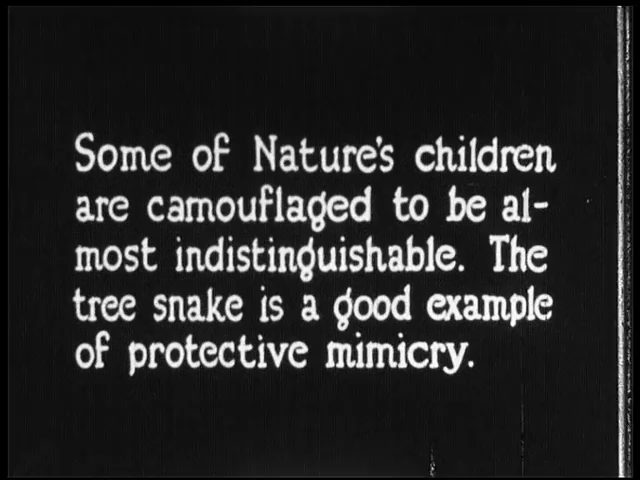 Some of Nature's children
are camouflaged to be al-
most indistinguishable. The
tree snake is a good example
of protective mimicry.